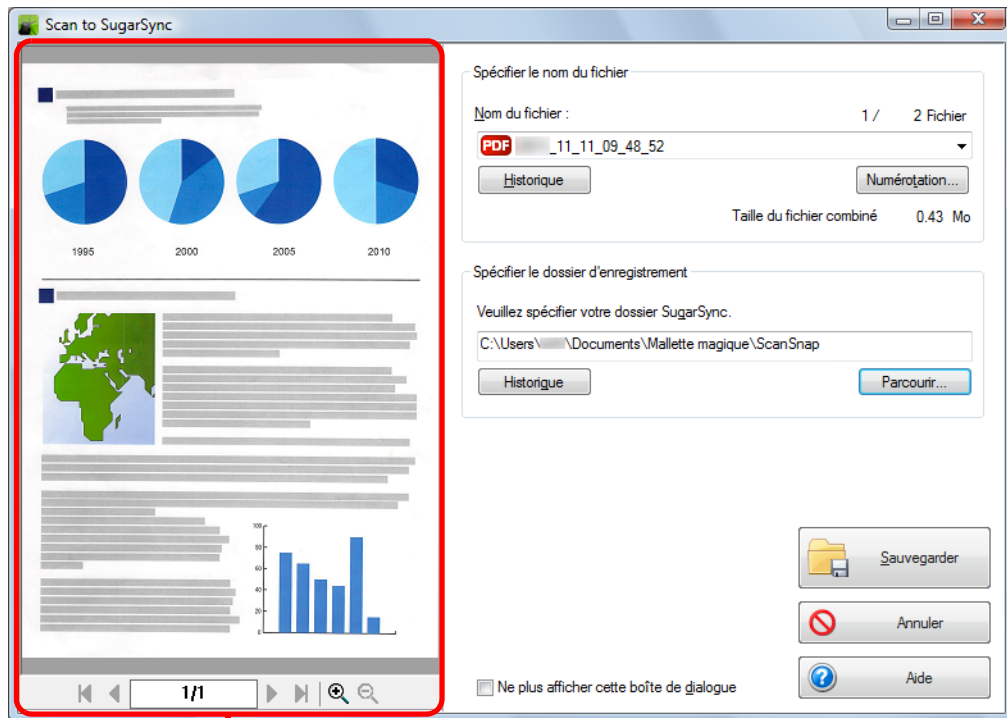 Scan to SugarSync
1995 2000 2005 2010
100
80
60
40
20
0
1/1
Spécifier le nom du fichier
Nom du fichier :
1 / 2 Fichier
PDF _11_11_09_48_52
Historique
Numérotation...
Taille du fichier combiné 0.43 Mo
Spécifier le dossier d'enregistrement
Veuillez spécifier votre dossier SugarSync.
C:\Users\ \Documents\Mallette magique\ScanSnap
Historique
Parcourir...
Sauvegarder
Annuler
Aide
Ne plus afficher cette boîte de dialogue